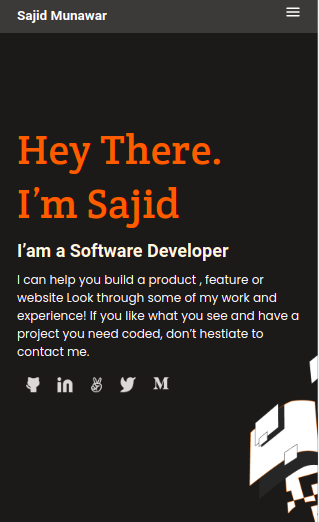 Sajid Munawar
Hey There.
I’m Sajid
I’am a Software Developer
I can help you build a product , feature or
website Look through some of my work and
experience! If you like what you see and have a
project you need coded, don’t hestiate to
contact me.